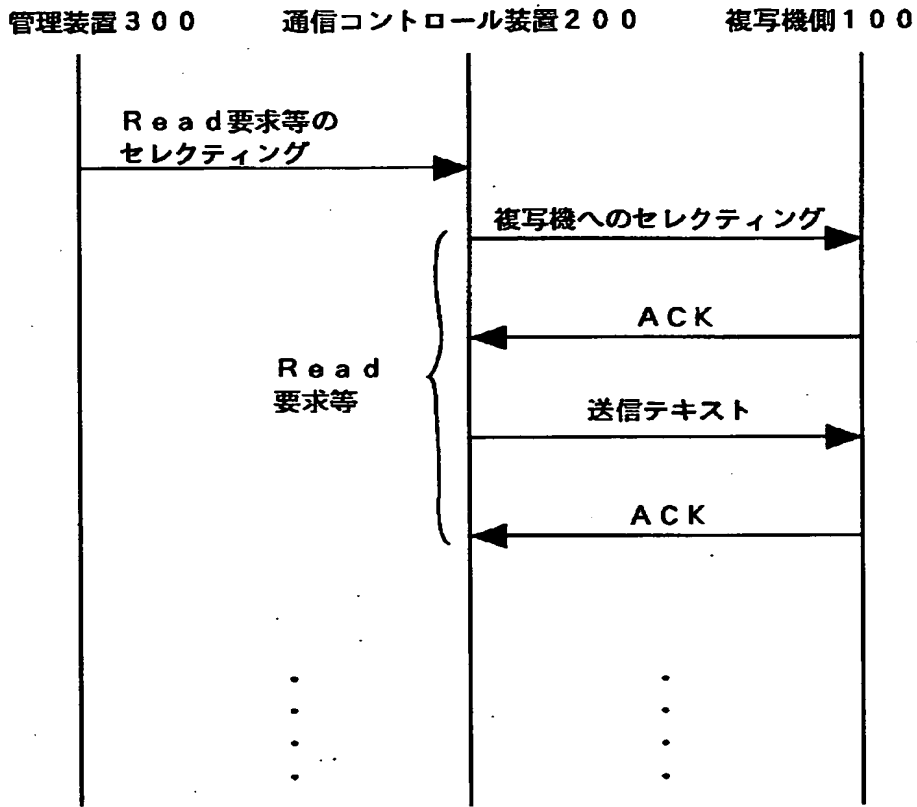 管理装置300 通信コントロール装置200 複写機側100
Read要求等の
セレクティング
複写機へのセレクティング
ACK
Read
要求等
送信テキスト
ACK